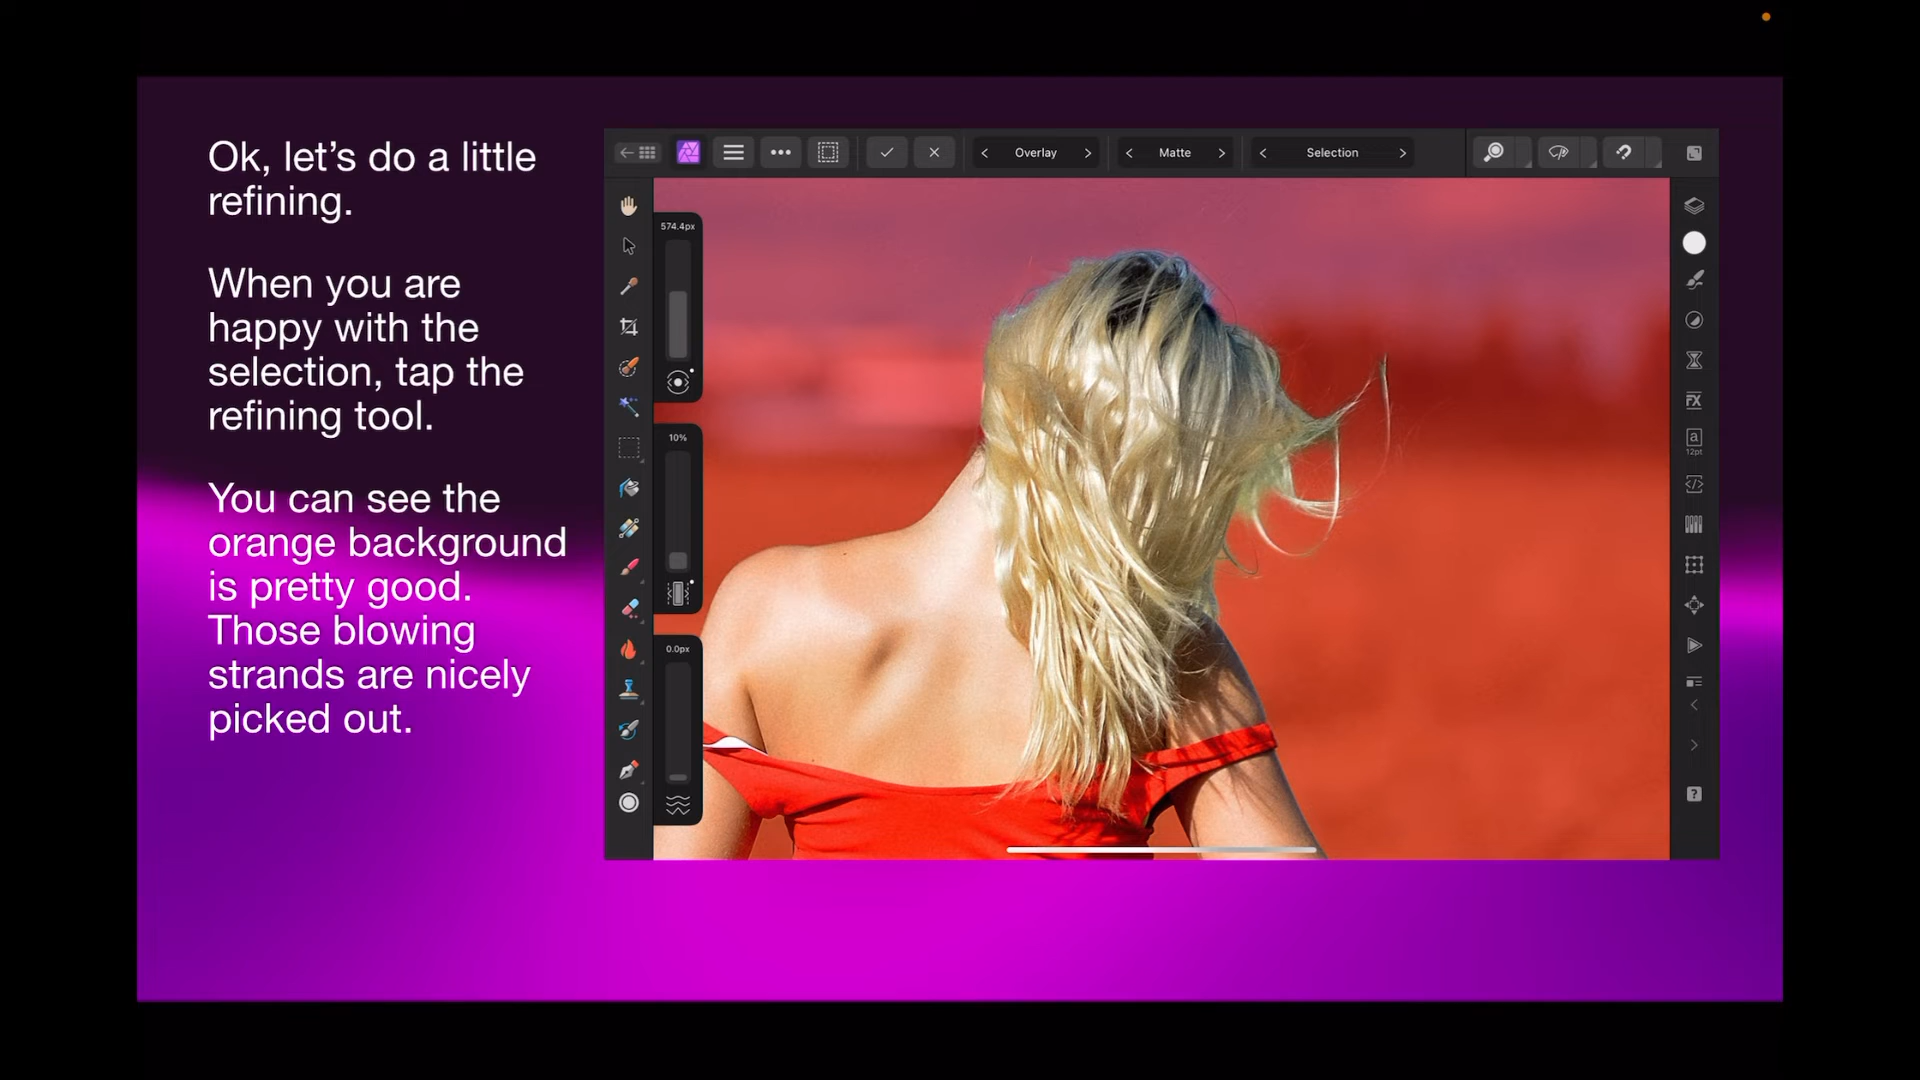 Ok, let’s do a little
refining.
When you are
happy with the
selection, tap the
refining tool.
You can see the
orange background
is pretty good.
Those blowing
strands are nicely
picked out.
Overlay
Matte
Selection
574.4px
10%
0.0px
FX
a
12pt
?